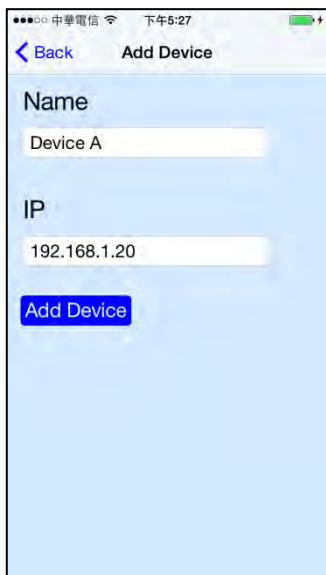 中華電信 下午5:27
Back Add Device
Name
Device A
IP
192.168.1.20
Add Device